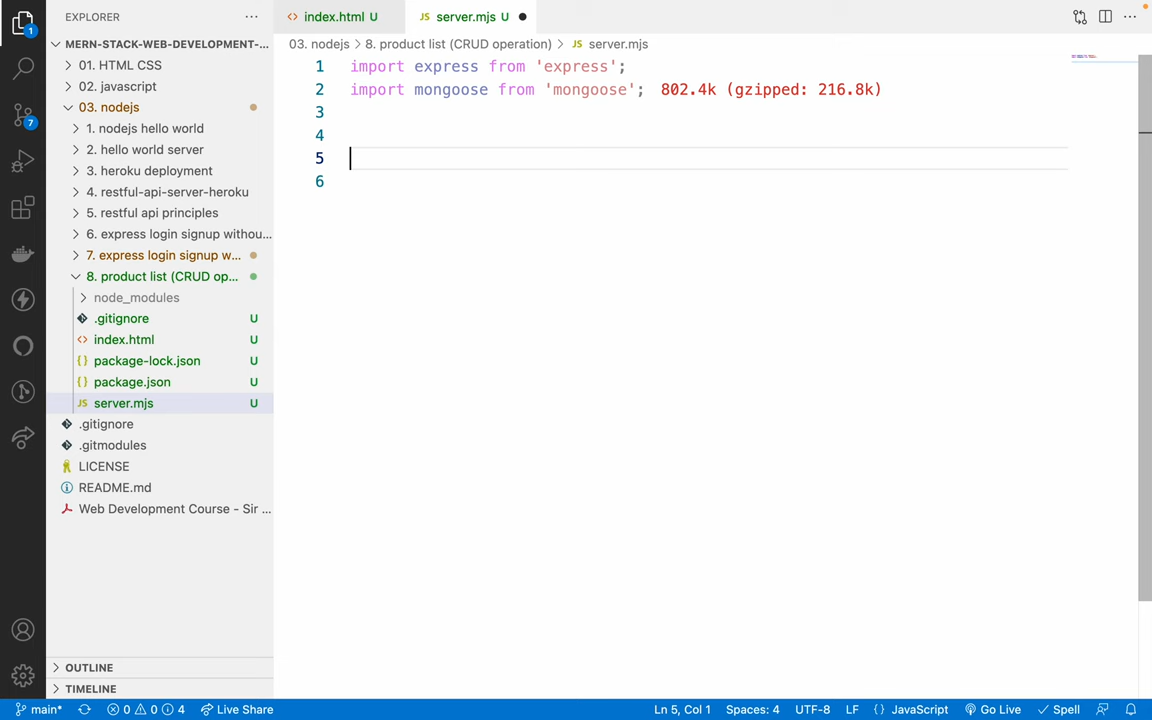 EXPLORER
MERN-STACK-WEB-DEVELOPMENT-...
01. HTML CSS
02. javascript
03. nodejs
1. nodejs hello world
2. hello world server
3. heroku deployment
4. restful-api-server-heroku
5. restful api principles
6. express login signup withou...
7. express login signup w...
8. product list (CRUD op...
node_modules
.gitignore U
index.html U
package-lock.json U
package.json U
JS server.mjs U
.gitignore
.gitmodules
LICENSE
README.md
Web Development Course - Sir ...
OUTLINE
TIMELINE
1
7
index.html U
JS server.mjs U
03. nodejs > 8. product list (CRUD operation) > JS server.mjs
1 import express from 'express';
2 import mongoose from 'mongoose'; 802.4k (gzipped: 216.8k)
3
4
5
6
main* 0 0 4 Live Share Ln 5, Col 1 Spaces: 4 UTF-8 LF {} JavaScript Go Live Spell